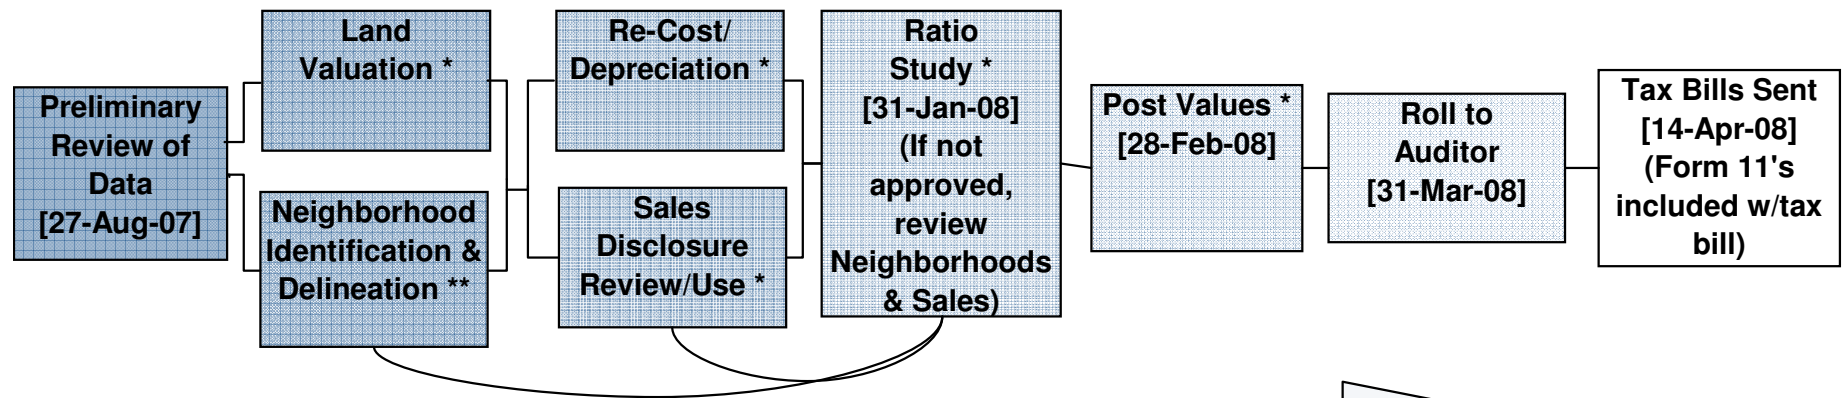 Preliminary
Review of
Data
[27-Aug-07]
Land
Valuation *
Neighborhood
Identification &
Delineation **
Re-Cost/
Depreciation *
Sales
Disclosure
Review/Use *
Ratio
Study *
[31-Jan-08]
(If not
approved,
review
Neighborhoods
& Sales)
Post Values *
[28-Feb-08]
Roll to
Auditor
[31-Mar-08]
Tax Bills Sent
[14-Apr-08]
(Form 11's
included w/tax
bill)